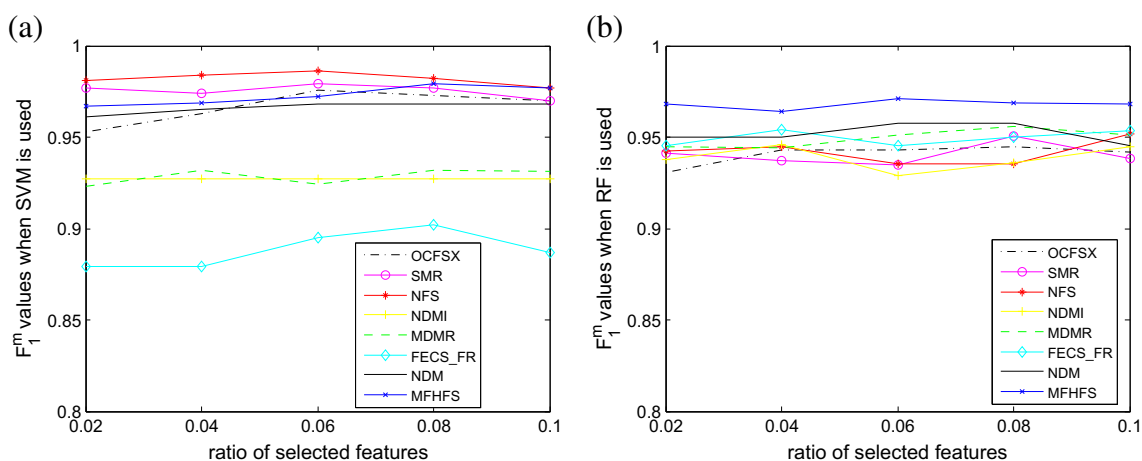 (a)
F₁ᵐ values when SVM is used
1
0.95
0.9
0.85
0.8
0.02 0.04 0.06 0.08 0.1
ratio of selected features
OCFSX
SMR
NFS
NDMI
MDMR
FECS_FR
NDM
MFHFS
(b)
F₁ᵐ values when RF is used
1
0.95
0.9
0.85
0.8
0.02 0.04 0.06 0.08 0.1
ratio of selected features
OCFSX
SMR
NFS
NDMI
MDMR
FECS_FR
NDM
MFHFS